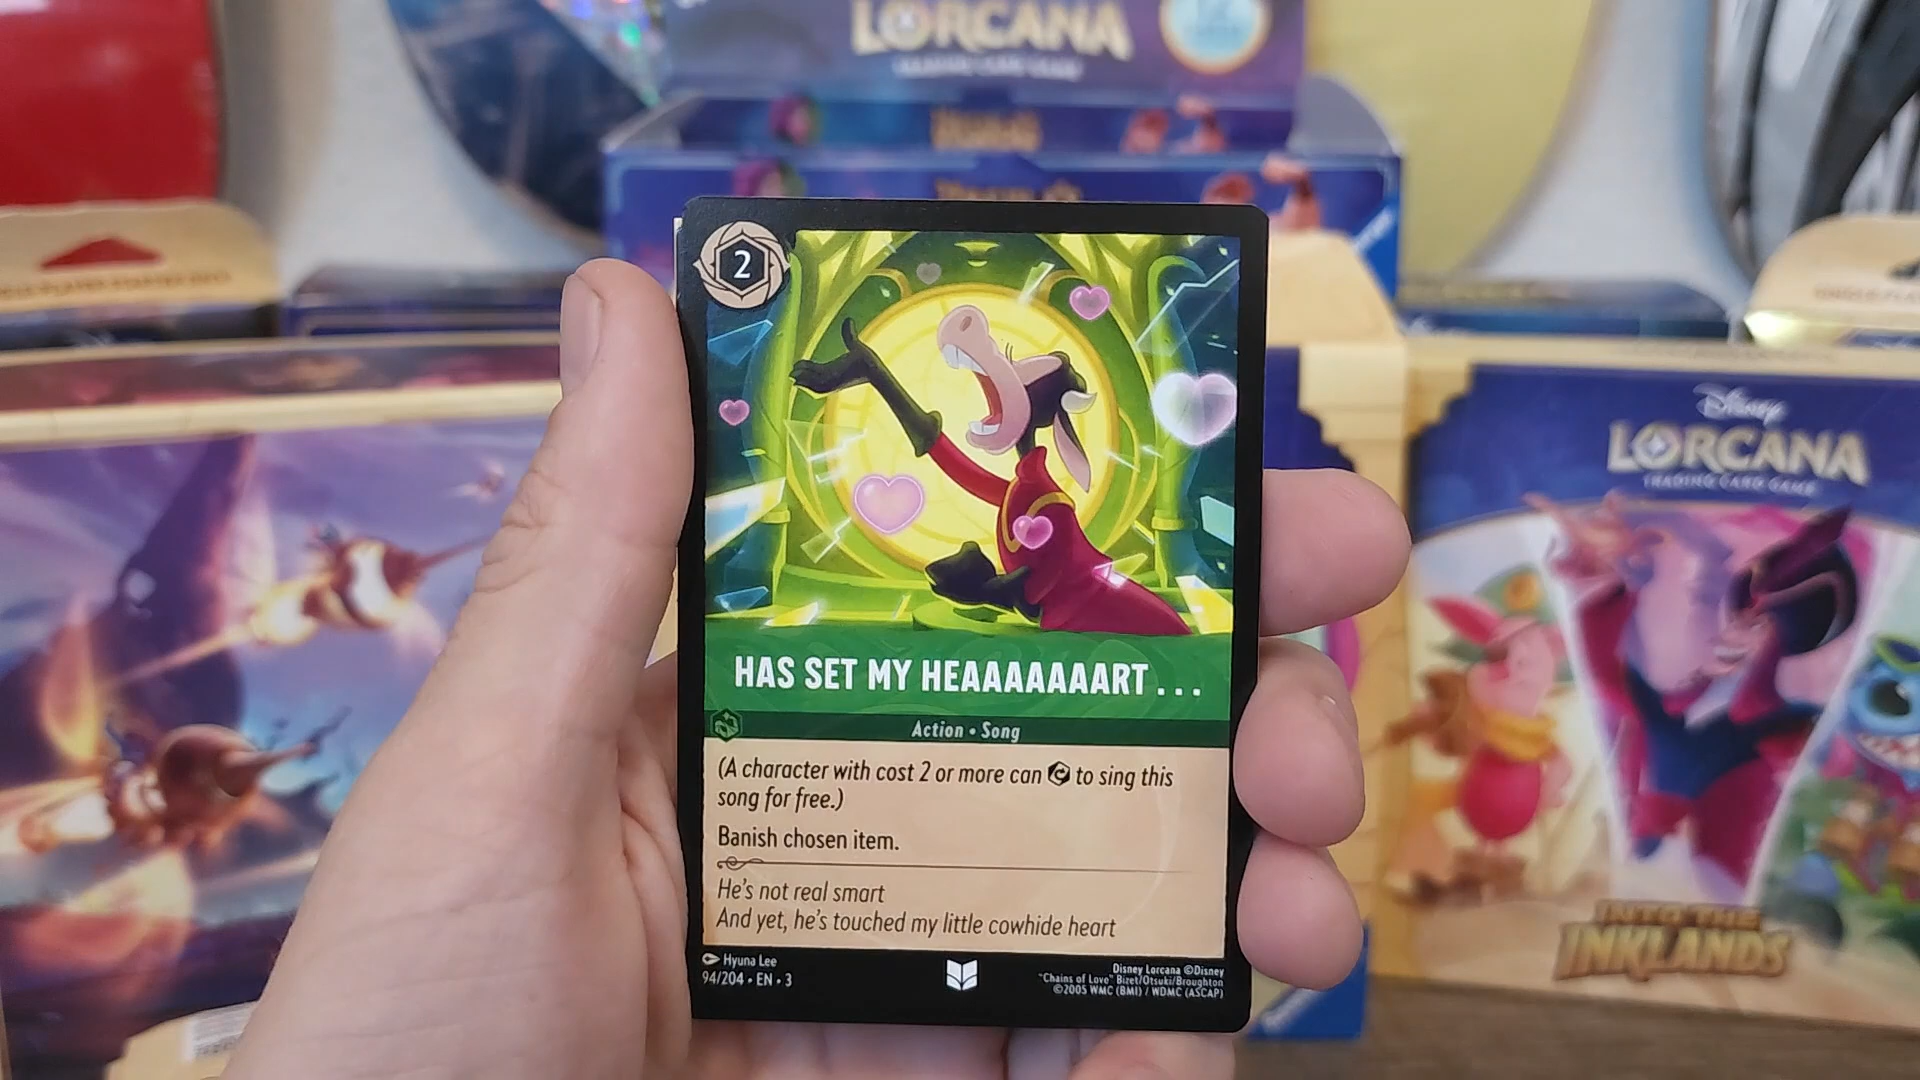 LORCANA
TRADING CARD GAME
2
HAS SET MY HEAAAAAAART . . .
Action • Song
(A character with cost 2 or more can to sing this
song for free.)
Banish chosen item.
He's not real smart
And yet, he's touched my little cowhide heart
Hyuna Lee
94/204 • EN • 3
Disney Lorcana ©Disney
"Chains of Love" Bizet/Otsuki/Broughton
©2005 WMC (BMI) / WDMC (ASCAP)
Disney
LORCANA
TRADING CARD GAME
INTO THE
INKLANDS